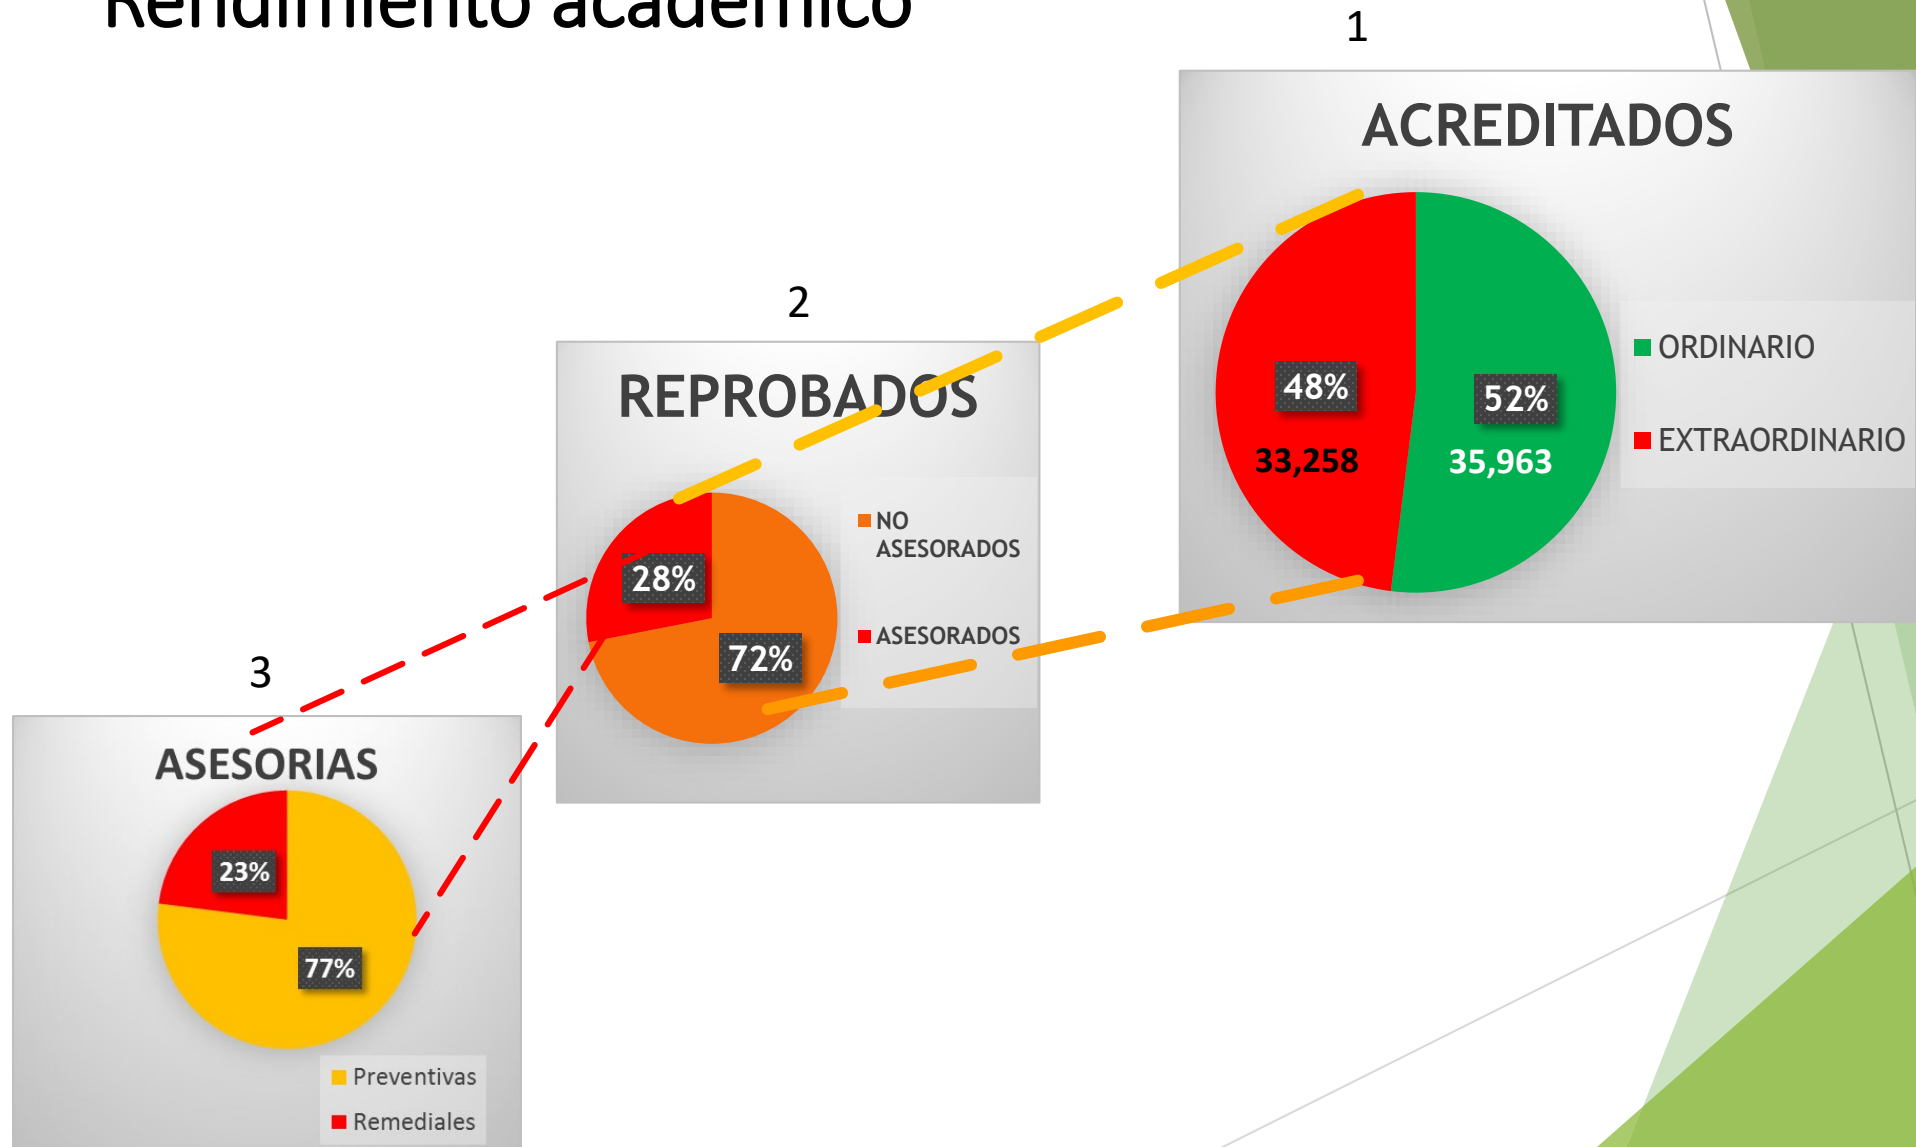 Rendimiento académico
1
ACREDITADOS
48%
52%
33,258
35,963
ORDINARIO
EXTRAORDINARIO
2
REPROBADOS
28%
72%
NO
ASESORADOS
ASESORADOS
3
ASESORIAS
23%
77%
Preventivas
Remediales